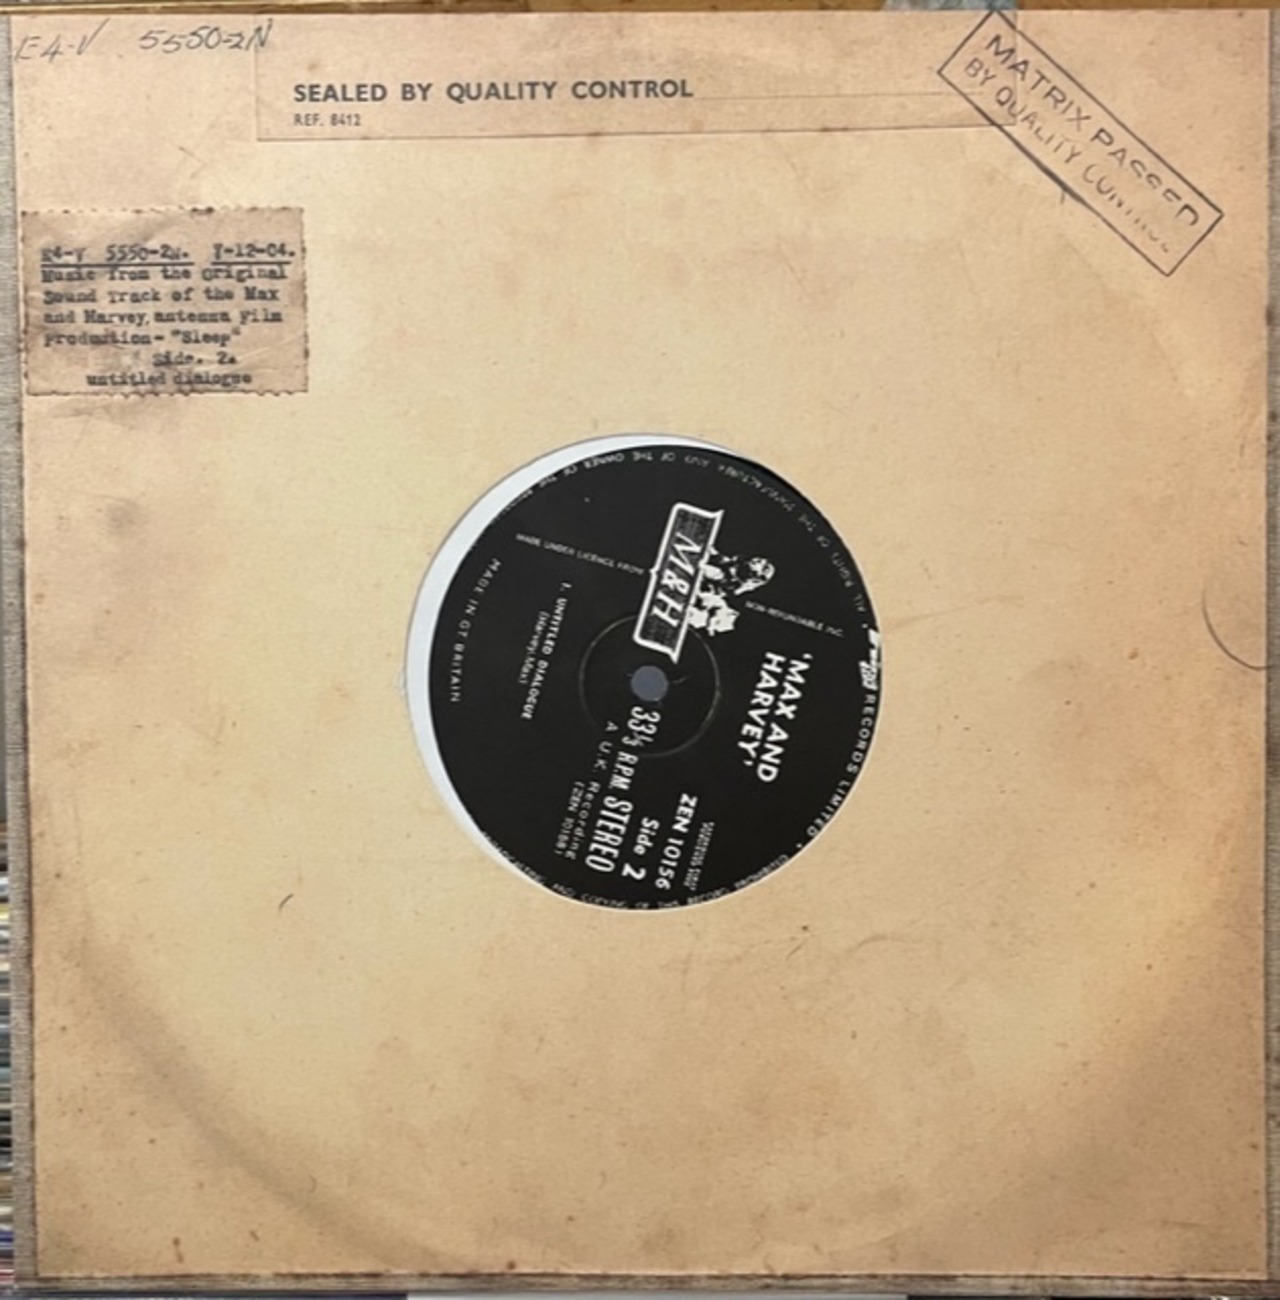 E4-V 5550-2N
SEALED BY QUALITY CONTROL
REF. 8412
MATRIX PASSED
BY QUALITY CONTROL
E4-V 5550-2N. 7-12-04.
Music from the Original
Sound Track of the Max
and Harvey, antenna Film
production- "Sleep"
Side. 2.
untitled dialogue
RECORDS LIMITED
'MAX AND
HARVEY'
NON-REFUNDABLE INC.
M&H
MADE UNDER LICENCE FROM
ZEN 10156
Side 2
33⅓ R.P.M. STEREO
A U.K. Recording
1. UNTITLED DIALOGUE
(Harvey/Max)
MADE IN GT BRITAIN